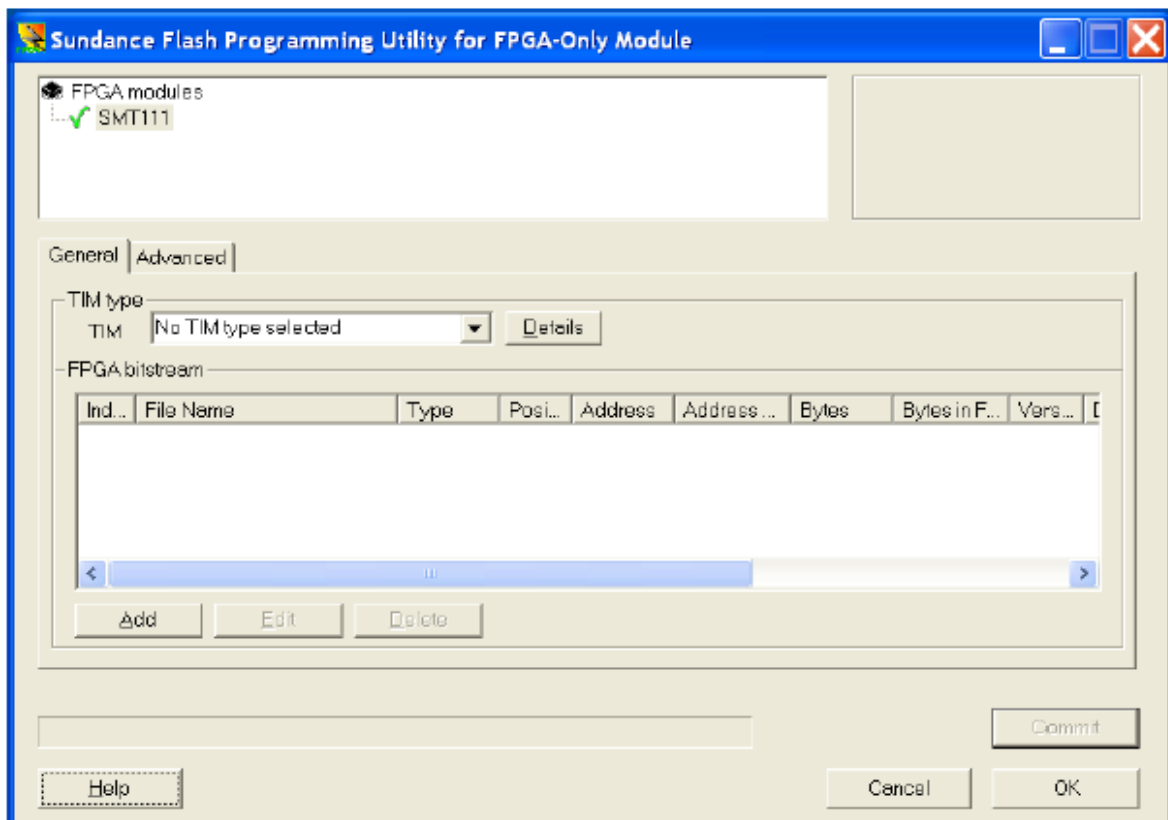 Sundance Flash Programming Utility for FPGA-Only Module
FPGA modules
SMT111
General Advanced
TIM type
TIM No TIM type selected Details
FPGA bitstream
Ind... File Name Type Posi... Address Address ... Bytes Bytes in F... Vers... D
Add Edit Delete
Commit
Help Cancel OK